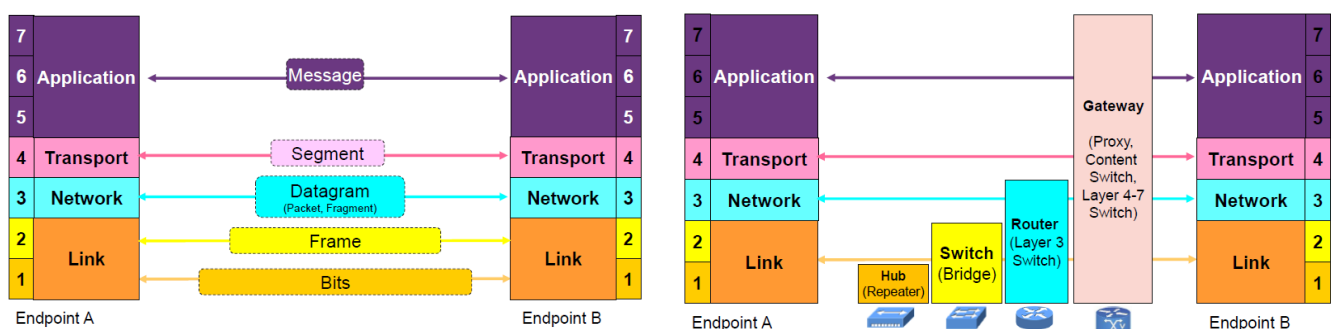 7
6
5
4
3
2
1
Application
Transport
Network
Link
Message
Segment
Datagram
(Packet, Fragment)
Frame
Bits
Application
Transport
Network
Link
7
6
5
4
3
2
1
Endpoint A
Endpoint B
7
6
5
4
3
2
1
Application
Transport
Network
Link
Hub
(Repeater)
Switch
(Bridge)
Router
(Layer 3
Switch)
Gateway
(Proxy,
Content
Switch,
Layer 4-7
Switch)
Application
Transport
Network
Link
7
6
5
4
3
2
1
Endpoint A
Endpoint B